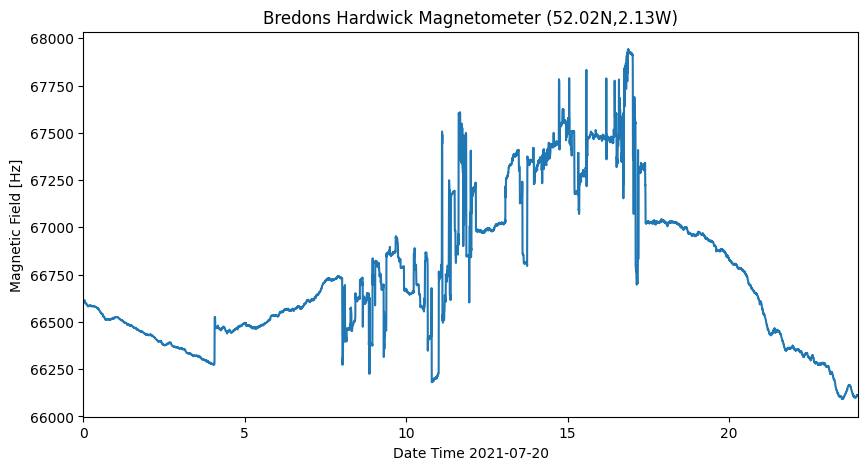 Bredons Hardwick Magnetometer (52.02N,2.13W)
68000
67750
67500
67250
67000
66750
66500
66250
66000
Magnetic Field [Hz]
0 5 10 15 20
Date Time 2021-07-20